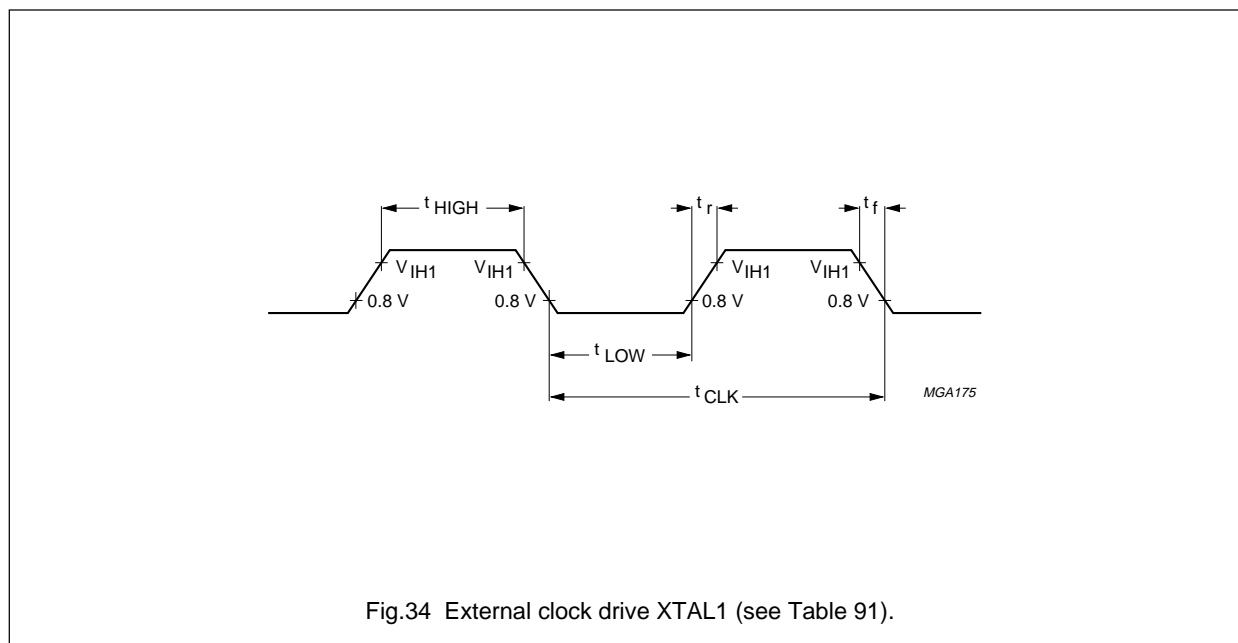 t HIGH
t r
t f
V IH1
V IH1
V IH1
V IH1
0.8 V
0.8 V
0.8 V
0.8 V
t LOW
t CLK
MGA175
Fig.34 External clock drive XTAL1 (see Table 91).